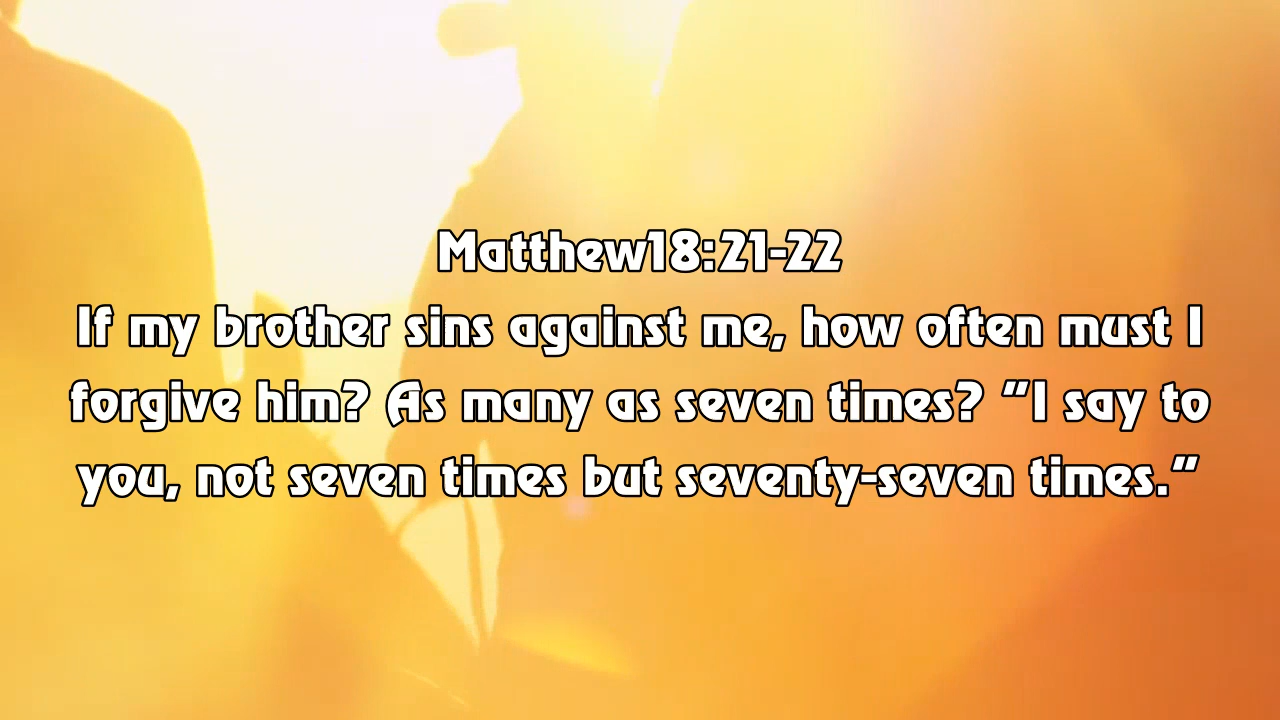 Matthew18:21-22
If my brother sins against me, how often must I
forgive him? As many as seven times? “I say to
you, not seven times but seventy-seven times.”